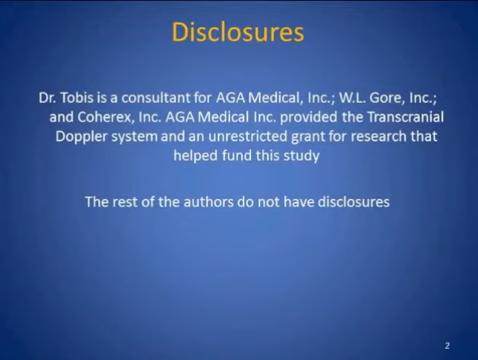 Disclosures
Dr. Tobis is a consultant for AGA Medical, Inc.; W.L. Gore, Inc.;
and Coherex, Inc. AGA Medical Inc. provided the Transcranial
Doppler system and an unrestricted grant for research that
helped fund this study
The rest of the authors do not have disclosures
2